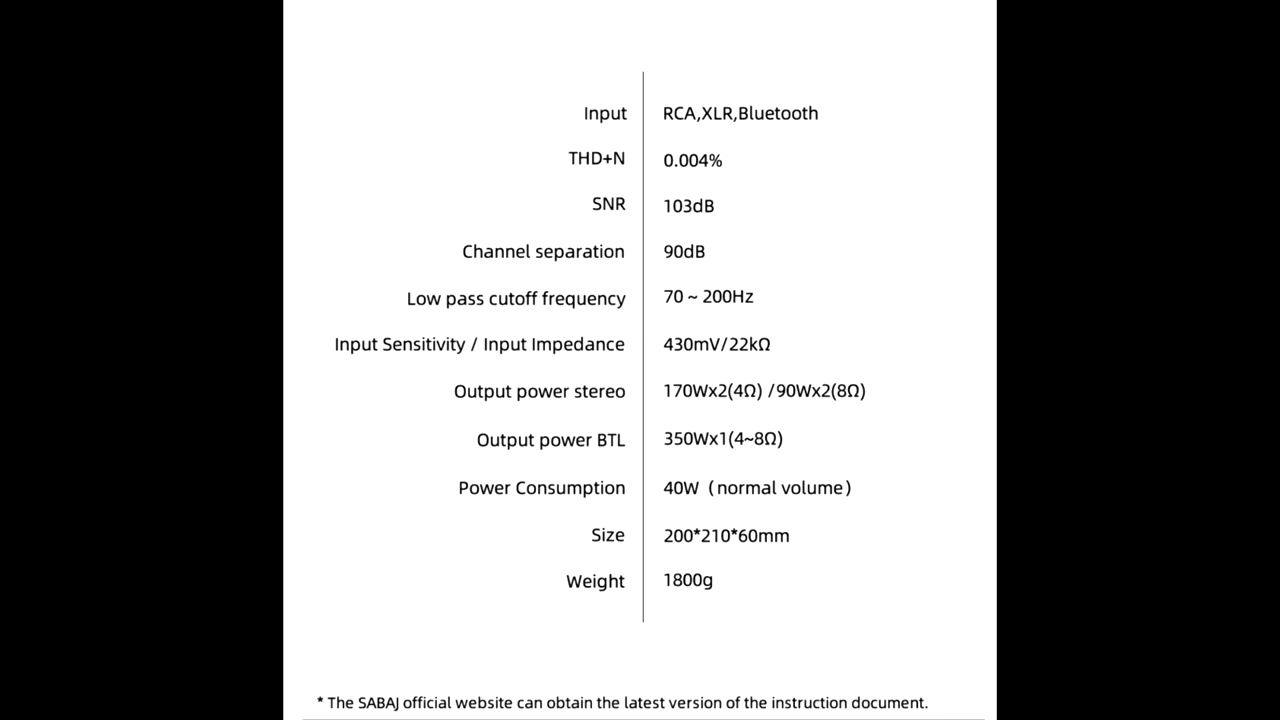 Input RCA,XLR,Bluetooth
THD+N 0.004%
SNR 103dB
Channel separation 90dB
Low pass cutoff frequency 70 ~ 200Hz
Input Sensitivity / Input Impedance 430mV/22kΩ
Output power stereo 170Wx2(4Ω) /90Wx2(8Ω)
Output power BTL 350Wx1(4~8Ω)
Power Consumption 40W (normal volume)
Size 200*210*60mm
Weight 1800g
* The SABAJ official website can obtain the latest version of the instruction document.